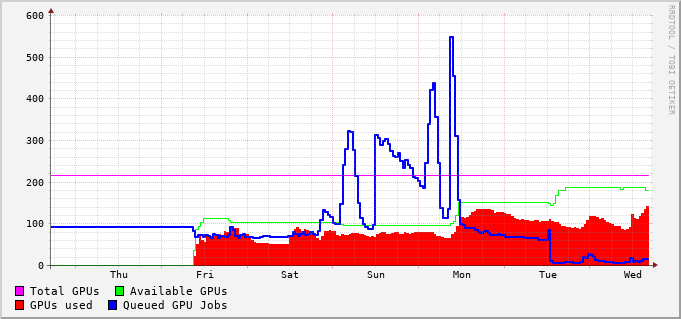 600
500
400
300
200
100
0
Thu Fri Sat Sun Mon Tue Wed
Total GPUs Available GPUs
GPUs used Queued GPU Jobs
RRDTOOL / TOBI OETIKER